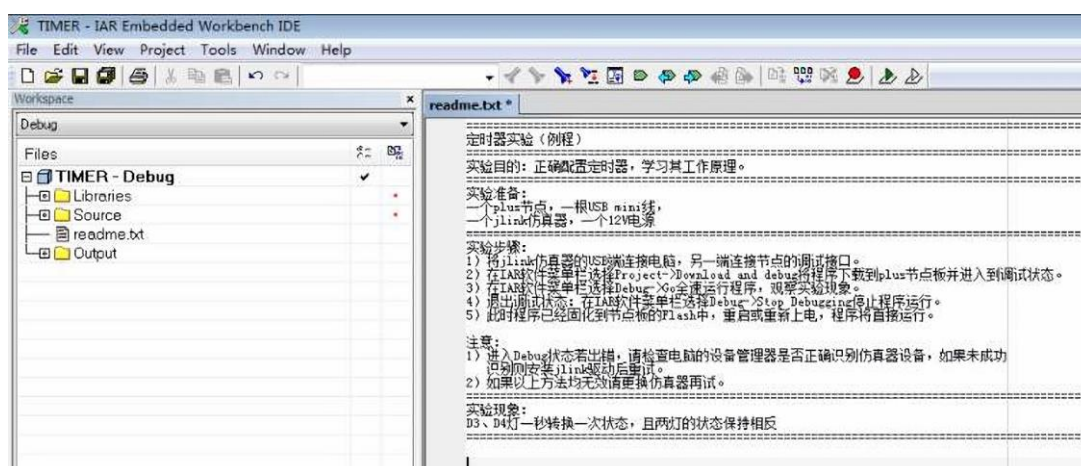 TIMER - IAR Embedded Workbench IDE
File Edit View Project Tools Window Help
Workspace
readme.txt *
Debug
Files
TIMER - Debug
Libraries
Source
readme.txt
Output
================================================================
定时器实验（例程）
================================================================
实验目的：正确配置定时器，学习其工作原理。
================================================================
实验准备：
一个plus节点，一根USB mini线，
一个jlink仿真器，一个12V电源
================================================================
实验步骤：
1）将jlink仿真器的USB端连接电脑，另一端连接节点的调试接口。
2）在IAR软件菜单栏选择Project->Download and debug将程序下载到plus节点板并进入到调试状态。
3）在IAR软件菜单栏选择Debug->Go全速运行程序，观察实验现象。
4）退出调试状态：在IAR软件菜单栏选择Debug->Stop Debugging停止程序运行。
5）此时程序已经固化到节点板的Flash中，重启或重新上电，程序将直接运行。
注意：
1）进入Debug状态若出错，请检查电脑的设备管理器是否正确识别仿真器设备，如果未成功
识别则安装jlink驱动后重试。
2）如果以上方法均无效请更换仿真器再试。
================================================================
实验现象：
D3、D4灯一秒转换一次状态，且两灯的状态保持相反
================================================================